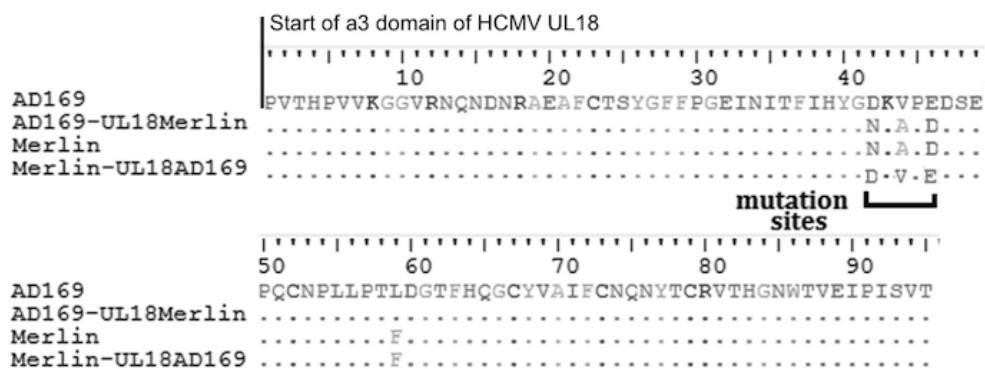 Start of a3 domain of HCMV UL18
10 20 30 40
AD169 PVTHPVVKGGVRNQNDNRAEAFCTSYGFFPGEINITFIHYGDKVPEDSE
AD169-UL18Merlin .........................................N.A.D...
Merlin .........................................N.A.D...
Merlin-UL18AD169 .........................................D.V.E...
mutation
sites
50 60 70 80 90
AD169 PQCNPLLPTLDGTFHQGCYVAIFCNQNYTCRVTHGNWTVEIPISVT
AD169-UL18Merlin ..............................................
Merlin .........F....................................
Merlin-UL18AD169 .........F....................................